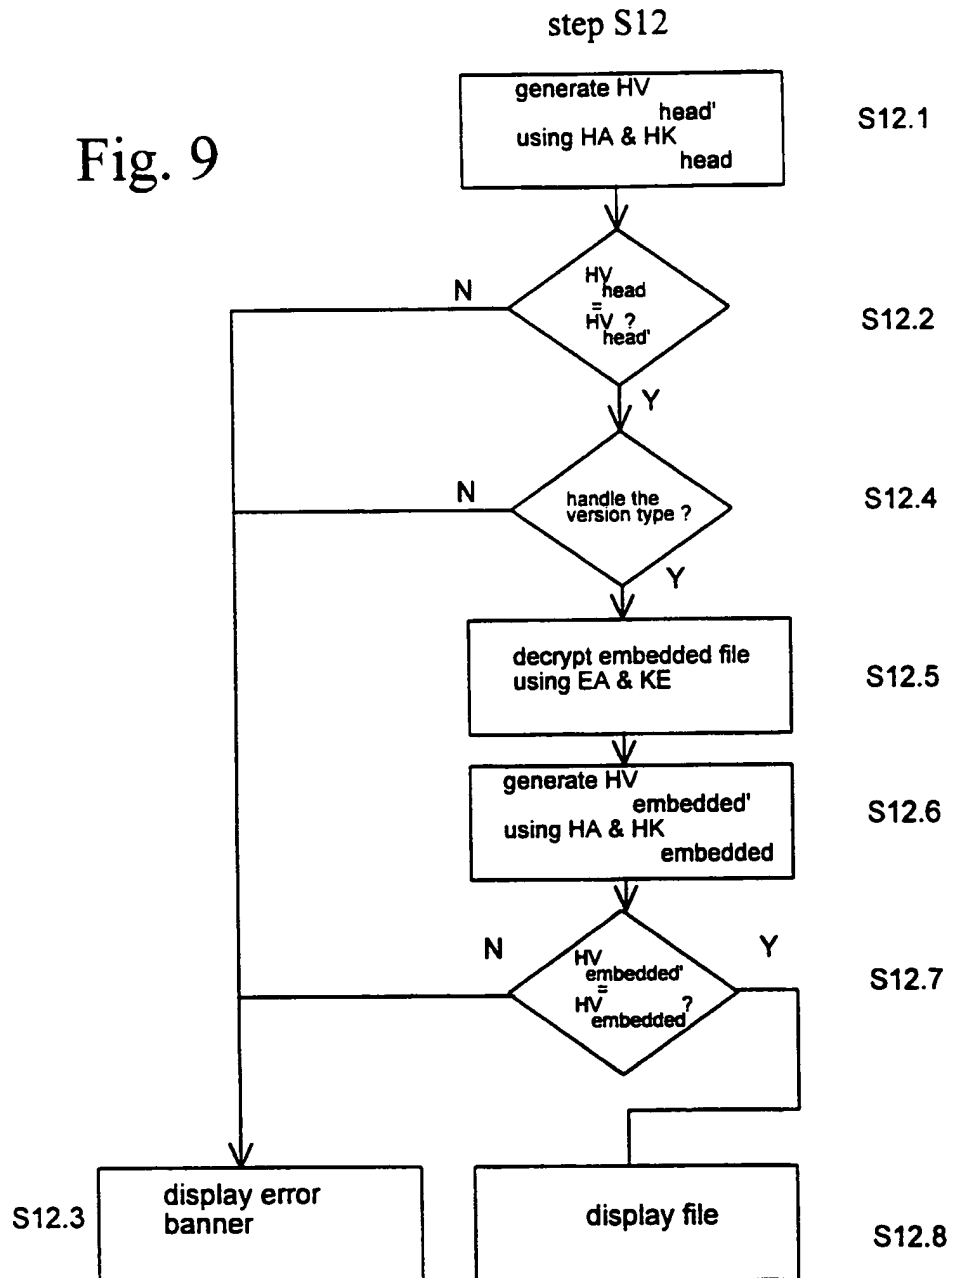 step S12
Fig. 9
generate HV
head'
using HA & HK
head
S12.1
N
HV
head
=
HV ?
head'
S12.2
Y
N
handle the
version type ?
S12.4
Y
decrypt embedded file
using EA & KE
S12.5
generate HV
embedded'
using HA & HK
embedded
S12.6
N
HV
embedded'
=
HV ?
embedded
Y
S12.7
S12.3
display error
banner
display file
S12.8